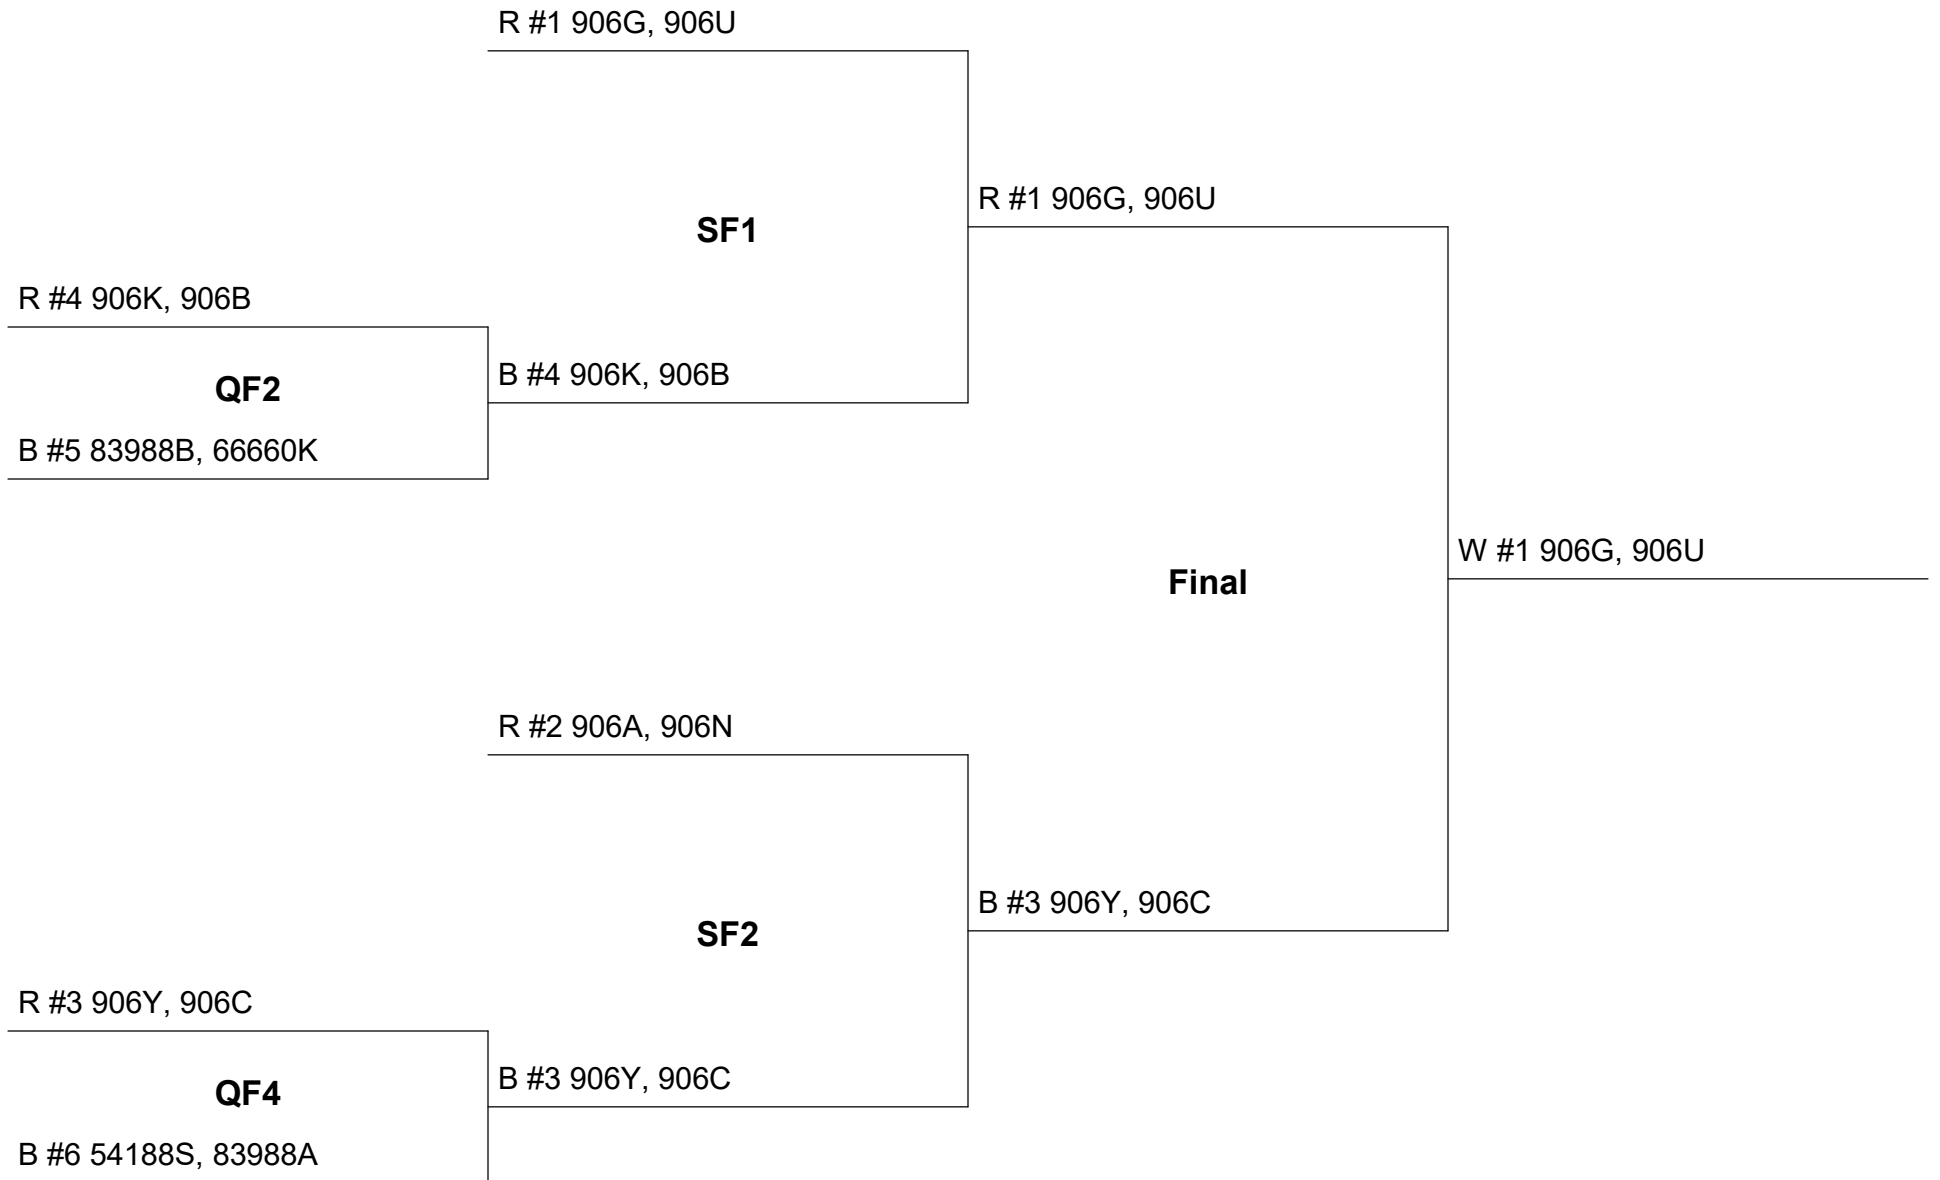 R #1 906G, 906U
SF1
R #1 906G, 906U
R #4 906K, 906B
QF2
B #4 906K, 906B
B #5 83988B, 66660K
Final
W #1 906G, 906U
R #2 906A, 906N
SF2
B #3 906Y, 906C
R #3 906Y, 906C
QF4
B #3 906Y, 906C
B #6 54188S, 83988A